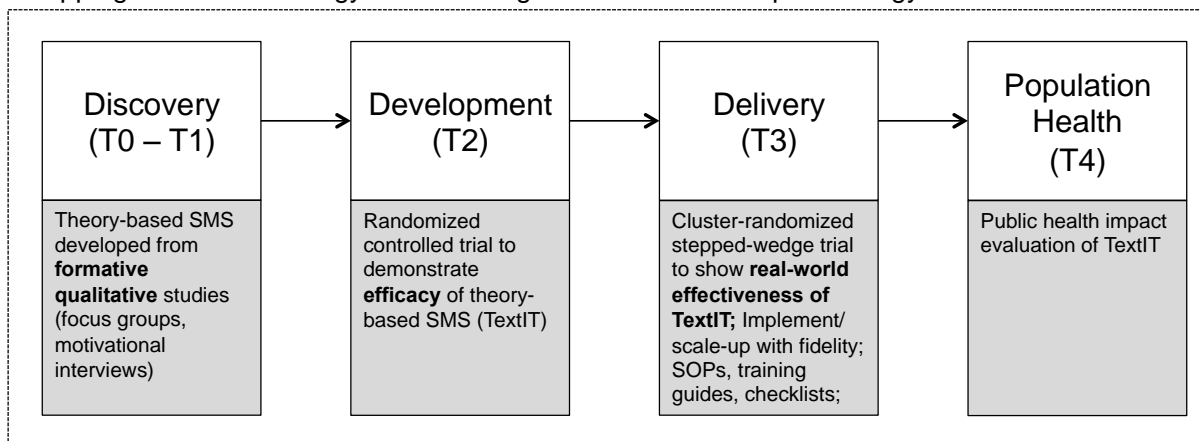 Discovery
(T0 – T1)
Theory-based SMS
developed from
formative
qualitative studies
(focus groups,
motivational
interviews)
Development
(T2)
Randomized
controlled trial to
demonstrate
efficacy of theory-
based SMS (TextIT)
Delivery
(T3)
Cluster-randomized
stepped-wedge trial
to show real-world
effectiveness of
TextIT; Implement/
scale-up with fidelity;
SOPs, training
guides, checklists;
Population
Health
(T4)
Public health impact
evaluation of TextIT